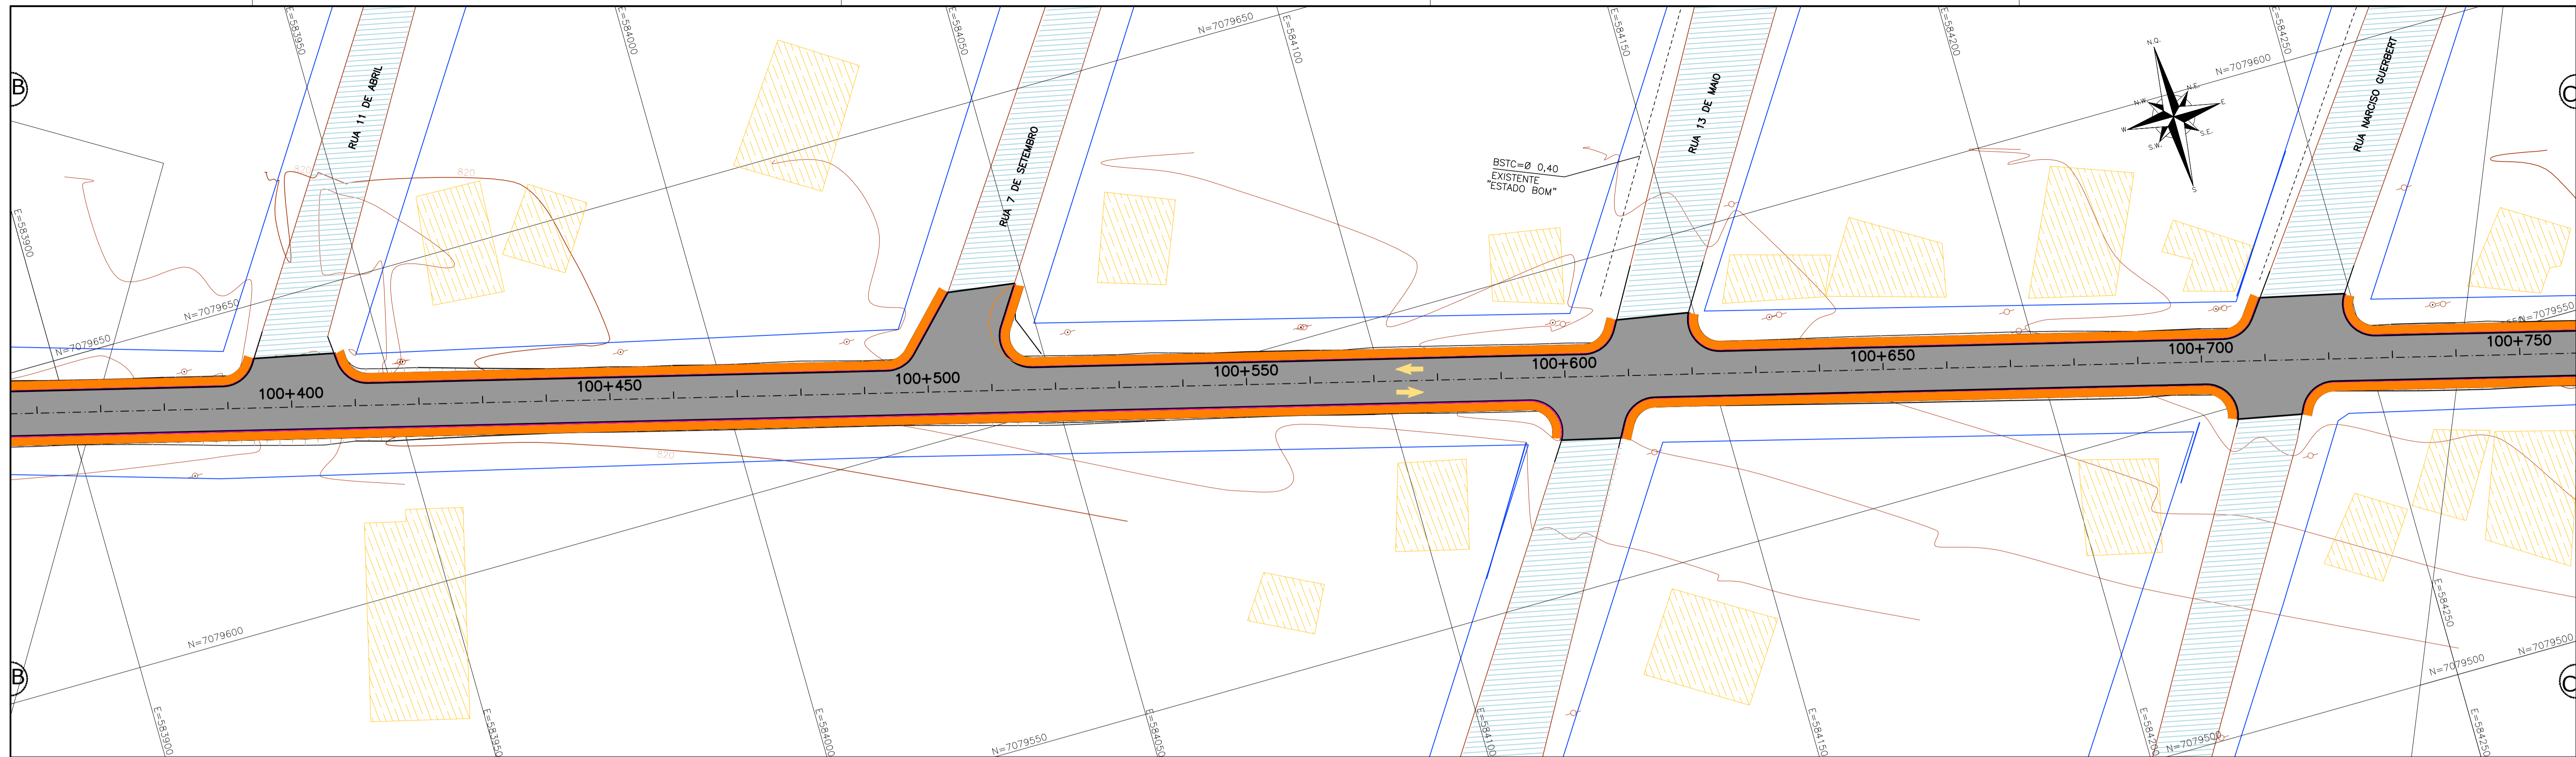 E=583950
E=584000
E=584050
N=7079650
E=584100
E=584150
E=584200
E=584250
N=7079600
N.O.
N.E.
N.W.
E
W
S.E.
S.W.
S
B
C
RUA 11 DE ABRIL
RUA 7 DE SETEMBRO
RUA 13 DE MAIO
RUA NARCISO GUERBERT
BSTC=Ø 0,40
EXISTENTE
"ESTADO BOM"
820
820
E=583900
N=7079650
N=7079650
N=7079550
100+400
100+450
100+500
100+550
100+600
100+650
100+700
100+750
820
N=7079600
E=584250
N=7079500
N=7079500
B
C
E=583900
E=583950
E=584000
E=584050
N=7079550
E=584100
E=584150
E=584200
N=7079500
E=584250